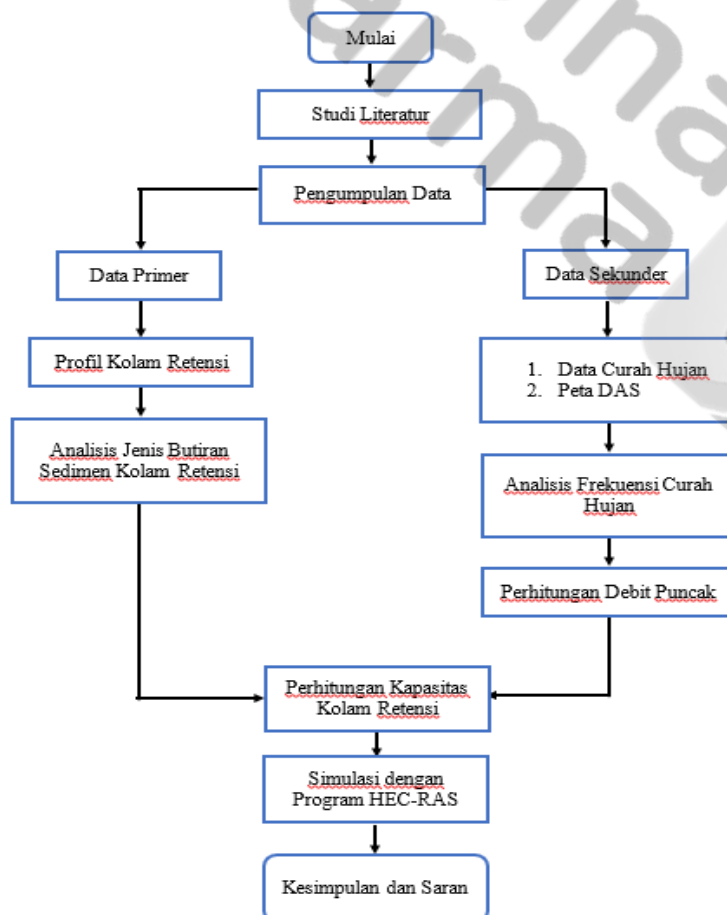 Mulai
Studi Literatur
Pengumpulan Data
Data Primer
Data Sekunder
Profil Kolam Retensi
1. Data Curah Hujan
2. Peta DAS
Analisis Jenis Butiran
Sedimen Kolam Retensi
Analisis Frekuensi Curah
Hujan
Perhitungan Debit Puncak
Perhitungan Kapasitas
Kolam Retensi
Simulasi dengan
Program HEC-RAS
Kesimpulan dan Saran